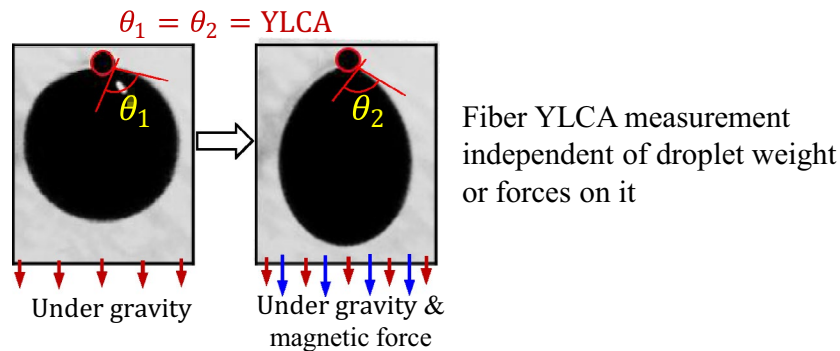 θ₁ = θ₂ = YLCA
θ₁
θ₂
Fiber YLCA measurement
independent of droplet weight
or forces on it
Under gravity
Under gravity &
magnetic force